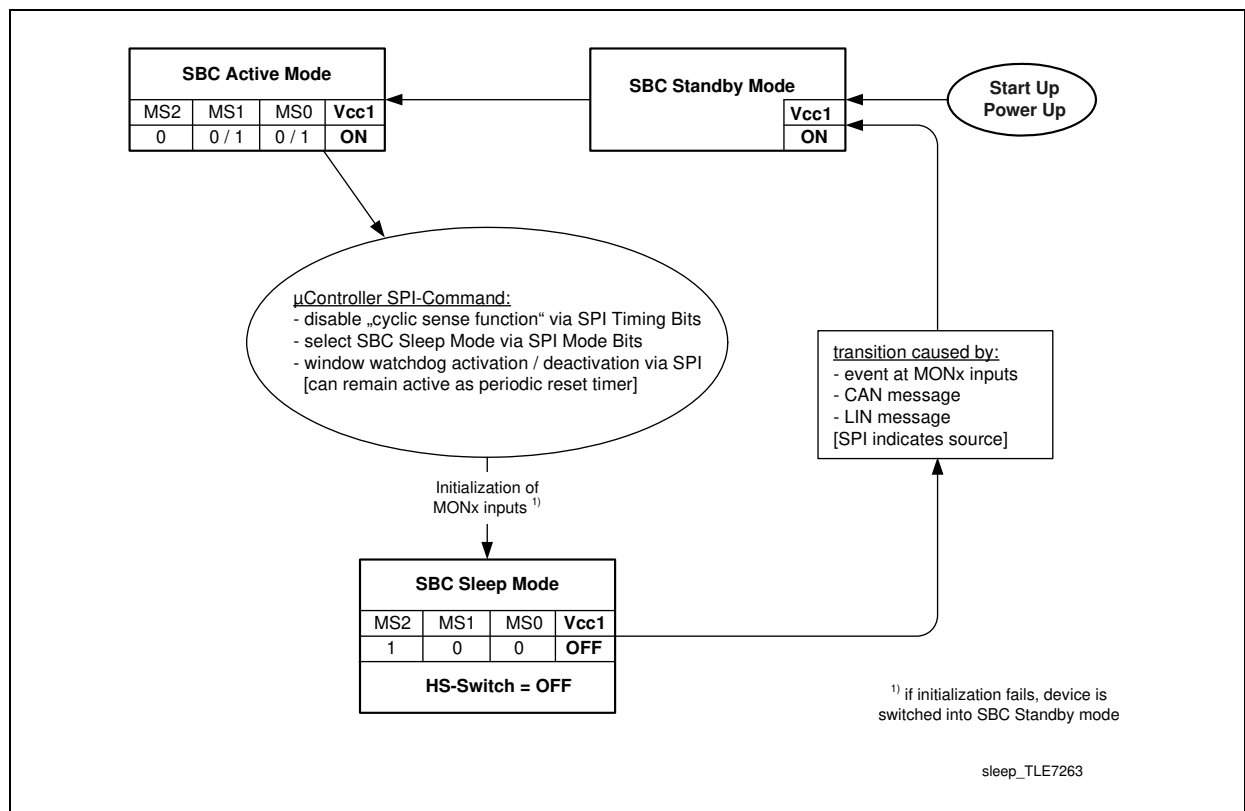 SBC Active Mode
MS2 MS1 MS0 Vcc1
0 0 / 1 0 / 1 ON
SBC Standby Mode
Vcc1
ON
Start Up
Power Up
µController SPI-Command:
- disable „cyclic sense function“ via SPI Timing Bits
- select SBC Sleep Mode via SPI Mode Bits
- window watchdog activation / deactivation via SPI
[can remain active as periodic reset timer]
transition caused by:
- event at MONx inputs
- CAN message
- LIN message
[SPI indicates source]
Initialization of
MONx inputs 1)
SBC Sleep Mode
MS2 MS1 MS0 Vcc1
1 0 0 OFF
HS-Switch = OFF
1) if initialization fails, device is
switched into SBC Standby mode
sleep_TLE7263